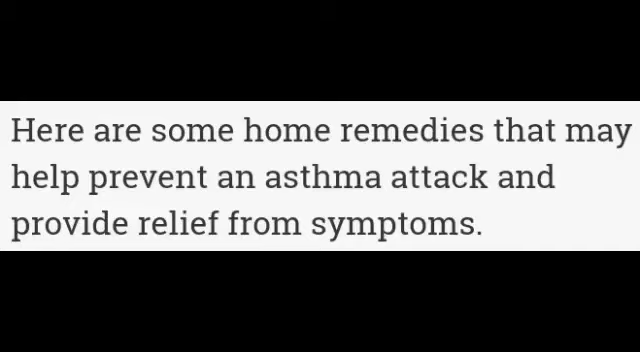 Here are some home remedies that may
help prevent an asthma attack and
provide relief from symptoms.